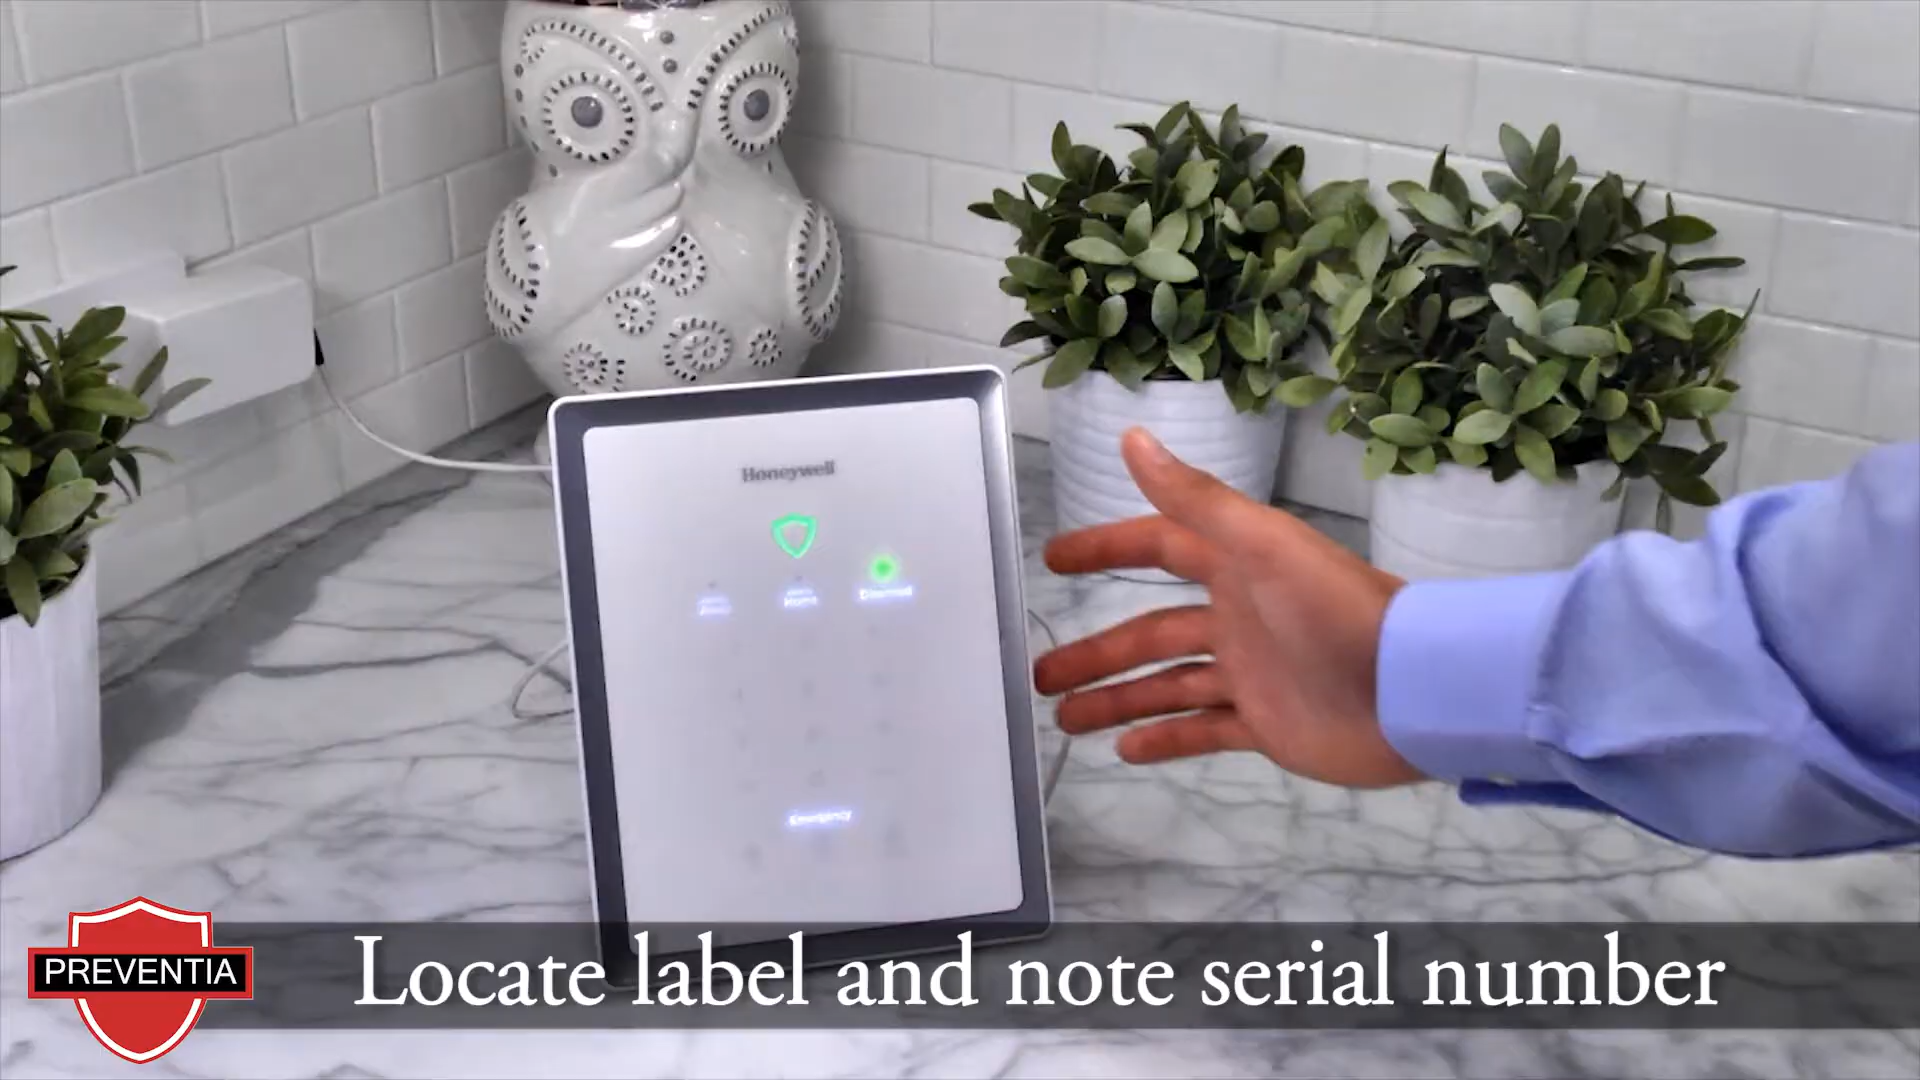 Honeywell
Home
Disarmed
Emergency
PREVENTIA
Locate label and note serial number